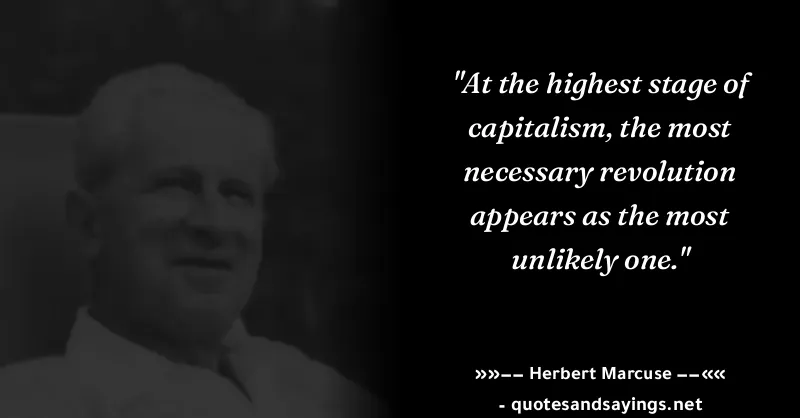 "At the highest stage of
capitalism, the most
necessary revolution
appears as the most
unlikely one."
»»–– Herbert Marcuse ––««
- quotesandsayings.net